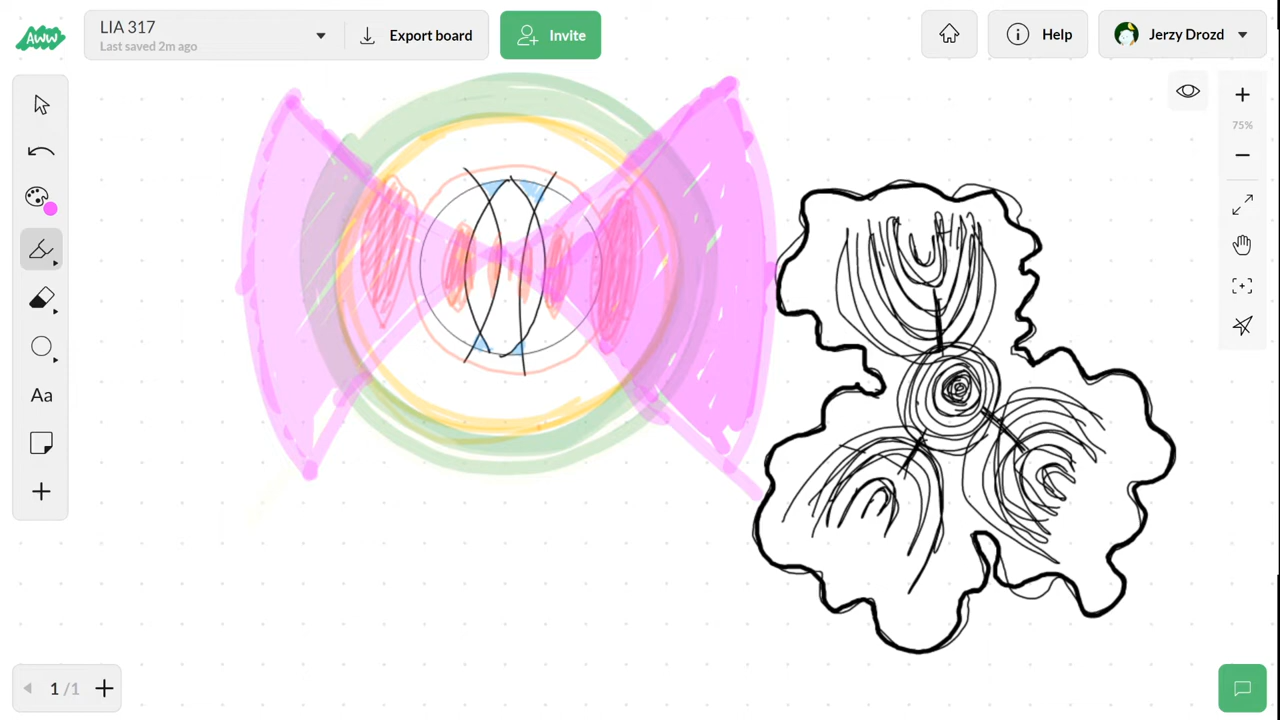 AWW
LIA 317
Last saved 2m ago
Export board
Invite
Help
Jerzy Drozd
75%
Aa
1 /1